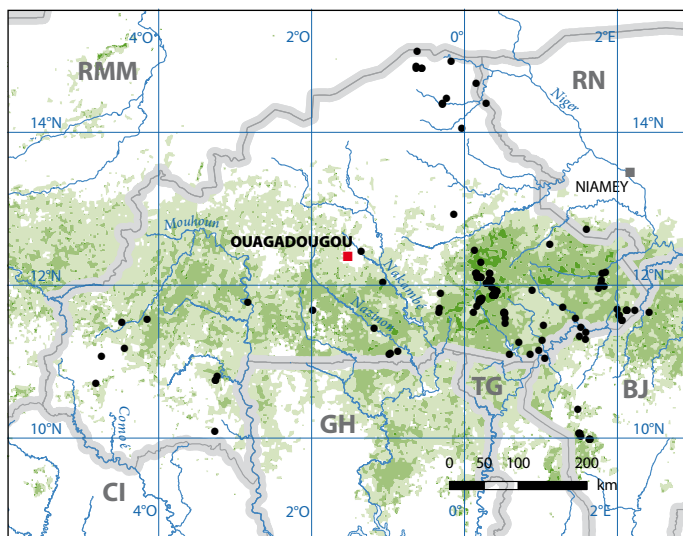 4°O
2°O
0°
2°E
RMM
RN
Niger
14°N
14°N
NIAMEY
Mouhoun
OUAGADOUGOU
Nakambe
12°N
12°N
Nazinon
TG
BJ
GH
Comoé
10°N
10°N
0 50 100 200
km
CI
4°O
2°O
0°
2°E